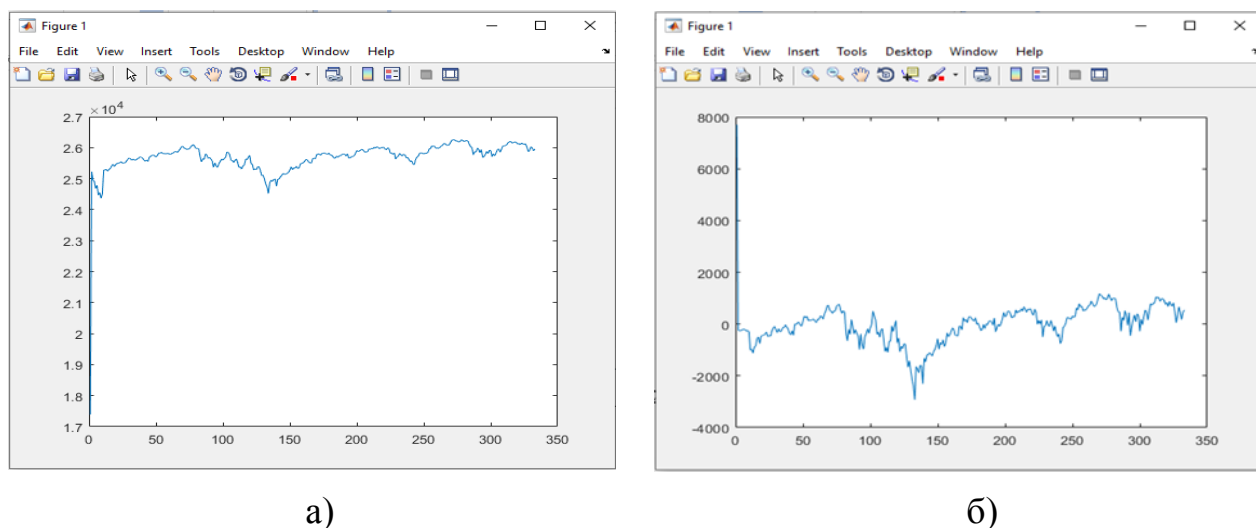 Figure 1
File Edit View Insert Tools Desktop Window Help
×10⁴
2.7
2.6
2.5
2.4
2.3
2.2
2.1
2
1.9
1.8
1.7
0 50 100 150 200 250 300 350
а)
Figure 1
File Edit View Insert Tools Desktop Window Help
8000
6000
4000
2000
0
-2000
-4000
0 50 100 150 200 250 300 350
б)